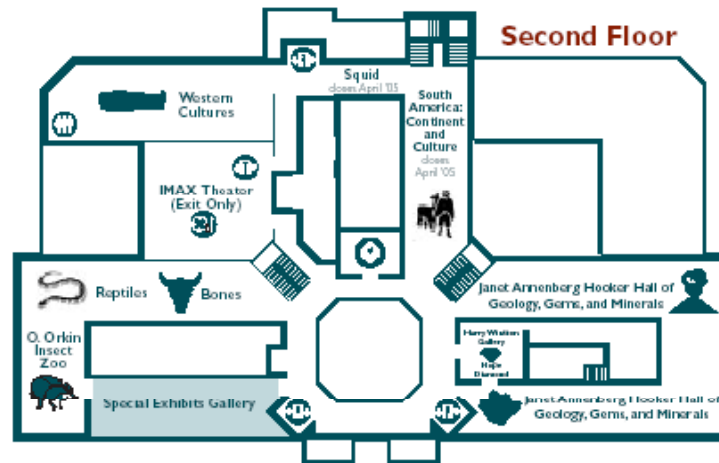 Second Floor
Squid
closes April '05
Western
Cultures
South
America:
Continent
and
Culture
closes
April '05
IMAX Theater
(Exit Only)
Reptiles
Bones
Janet Annenberg Hooker Hall of
Geology, Gems, and Minerals
O. Orkin
Insect
Zoo
Harry Winston
Gallery
Hope
Diamond
Special Exhibits Gallery
Janet Annenberg Hooker Hall of
Geology, Gems, and Minerals